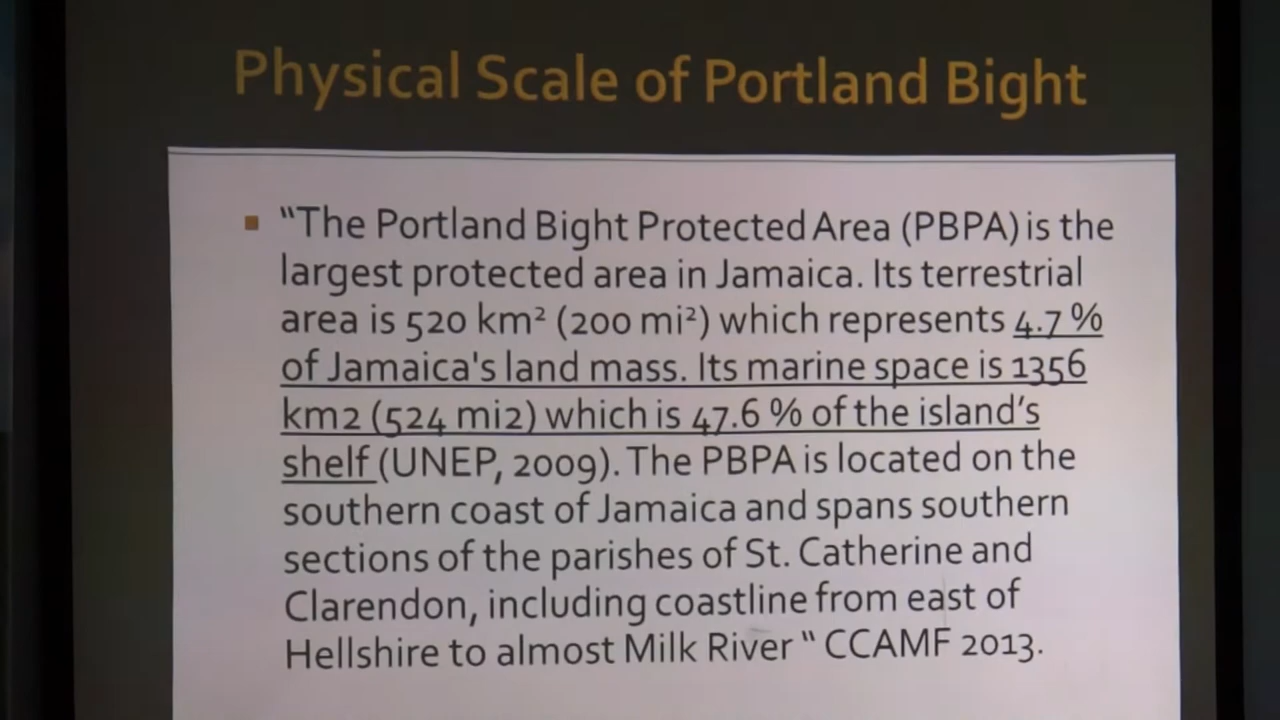 Physical Scale of Portland Bight
"The Portland Bight Protected Area (PBPA) is the
largest protected area in Jamaica. Its terrestrial
area is 520 km² (200 mi²) which represents 4.7 %
of Jamaica's land mass. Its marine space is 1356
km2 (524 mi2) which is 47.6 % of the island's
shelf (UNEP, 2009). The PBPA is located on the
southern coast of Jamaica and spans southern
sections of the parishes of St. Catherine and
Clarendon, including coastline from east of
Hellshire to almost Milk River " CCAMF 2013.